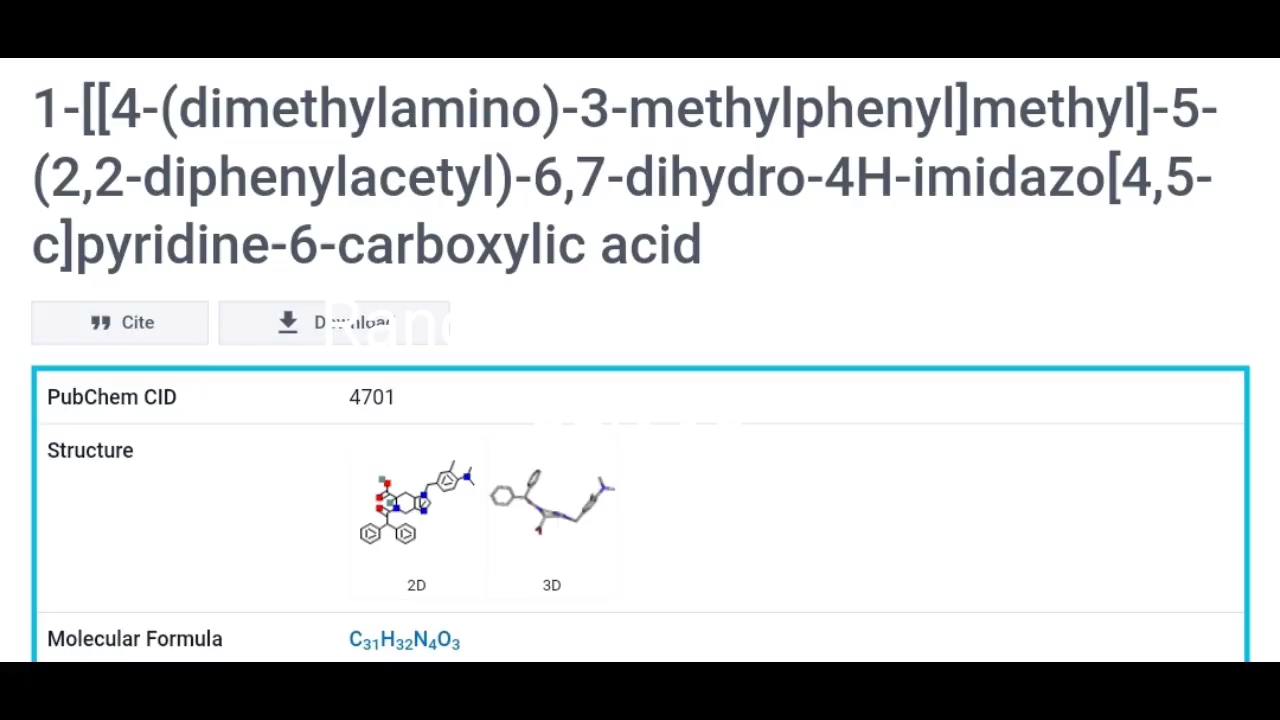 1-[[4-(dimethylamino)-3-methylphenyl]methyl]-5-
(2,2-diphenylacetyl)-6,7-dihydro-4H-imidazo[4,5-
c]pyridine-6-carboxylic acid
Cite
PubChem CID 4701
Structure
2D 3D
Molecular Formula C₃₁H₃₂N₄O₃